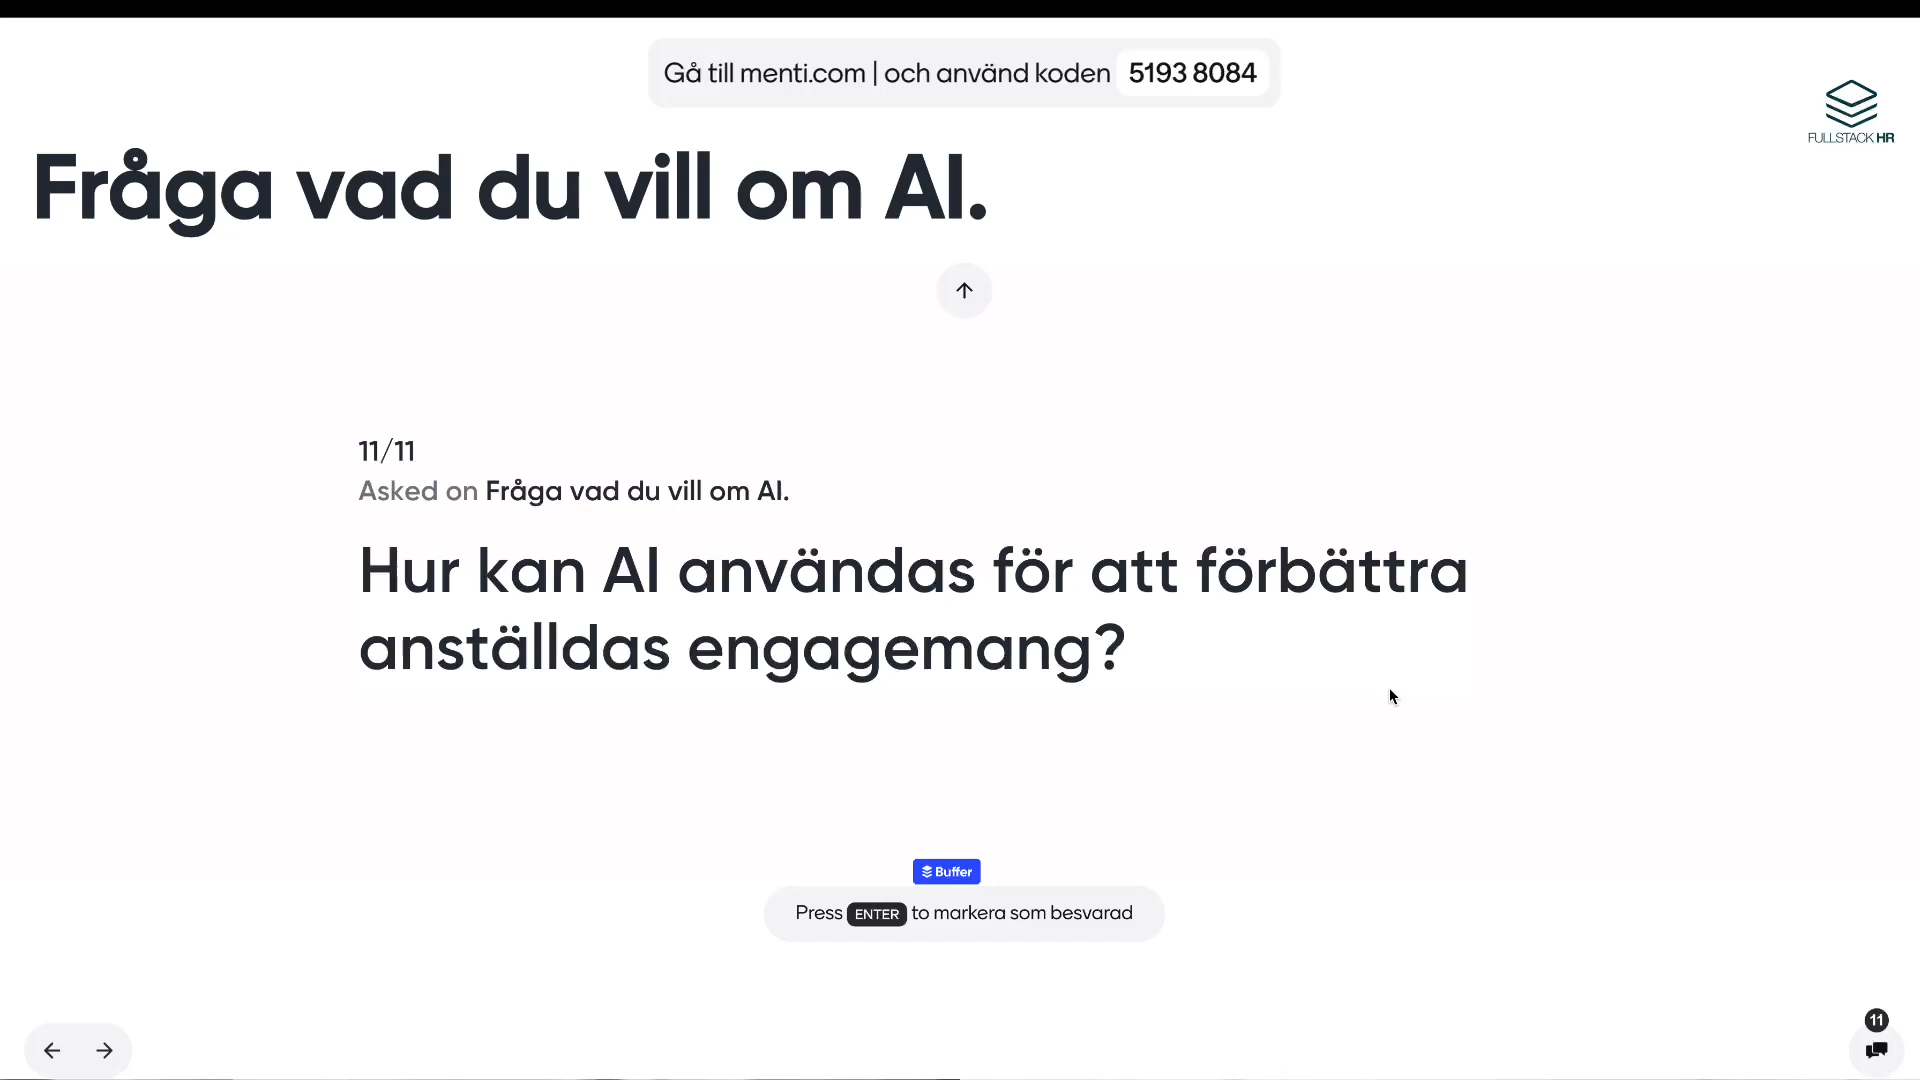 Gå till menti.com | och använd koden 5193 8084
FULLSTACK HR
Fråga vad du vill om AI.
11/11
Asked on Fråga vad du vill om AI.
Hur kan AI användas för att förbättra
anställdas engagemang?
Buffer
Press ENTER to markera som besvarad
11